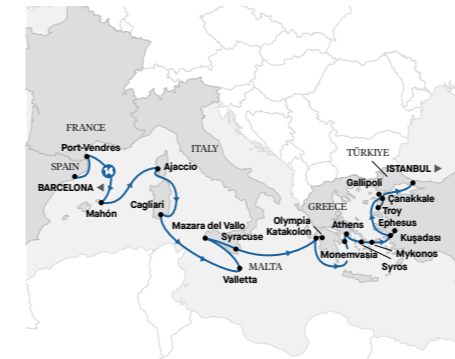 FRANCE
Port-Vendres
SPAIN
14
BARCELONA ◀
Mahón
Ajaccio
ITALY
Cagliari
Mazara del Vallo
Syracuse
MALTA
Valletta
TÜRKIYE
ISTANBUL ▶
Gallipoli
Çanakkale
Troy
GREECE
Ephesus
Olympia
Athens
Katakolon
Kuşadası
Monemvasia
Mykonos
Syros